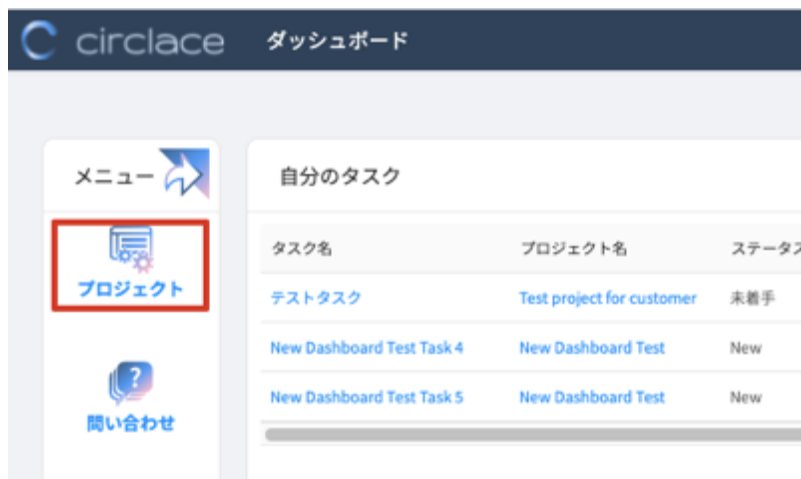 circlace ダッシュボード
メニュー
プロジェクト
問い合わせ
自分のタスク
タスク名 プロジェクト名 ステータス
テストタスク Test project for customer 未着手
New Dashboard Test Task 4 New Dashboard Test New
New Dashboard Test Task 5 New Dashboard Test New